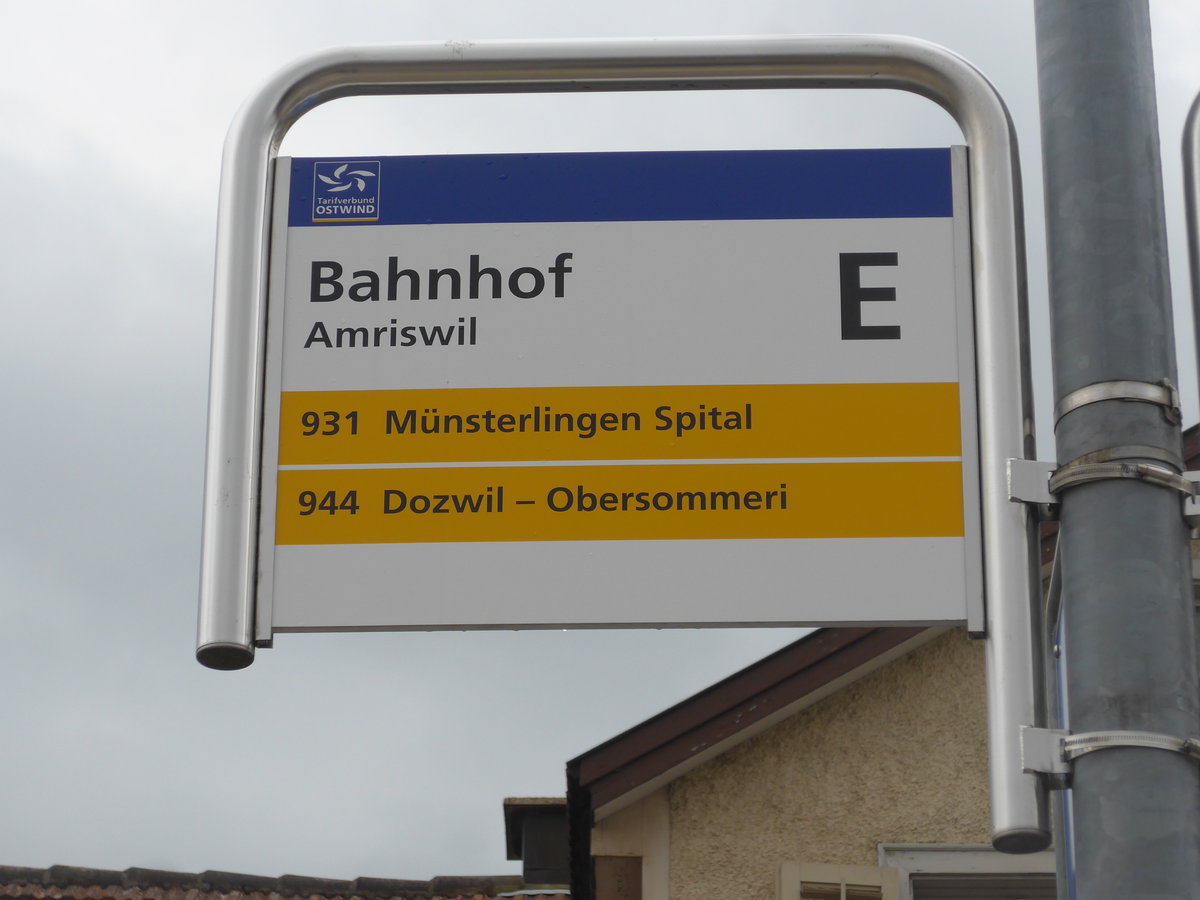 Tarifverbund
OSTWIND
Bahnhof E
Amriswil
931 Münsterlingen Spital
944 Dozwil – Obersommeri